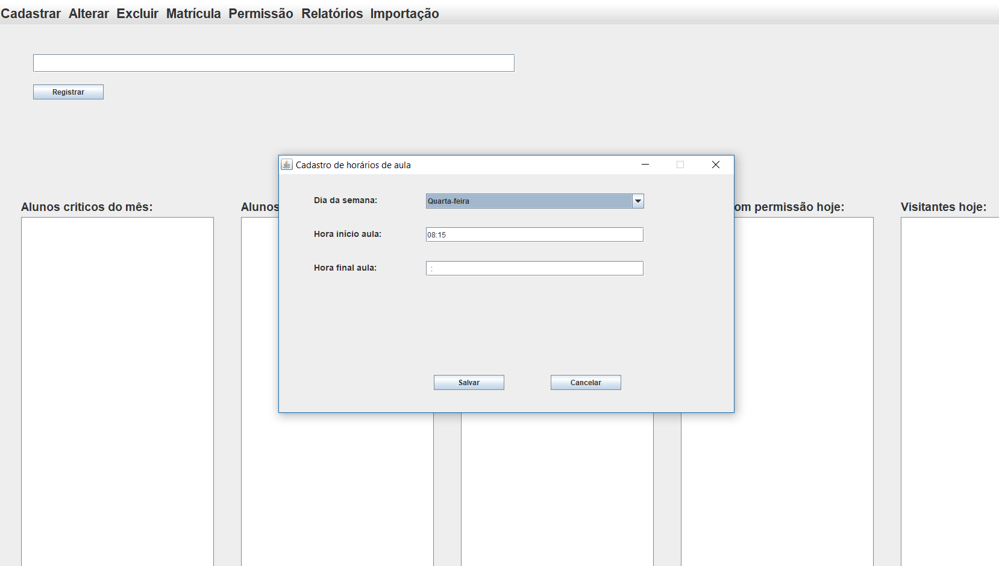 Cadastrar Alterar Excluir Matrícula Permissão Relatórios Importação
Registrar
Cadastro de horários de aula
Dia da semana: Quarta-feira
Hora início aula: 08:15
Hora final aula: :
Salvar Cancelar
Alunos criticos do mês:
Alunos
om permissão hoje:
Visitantes hoje: